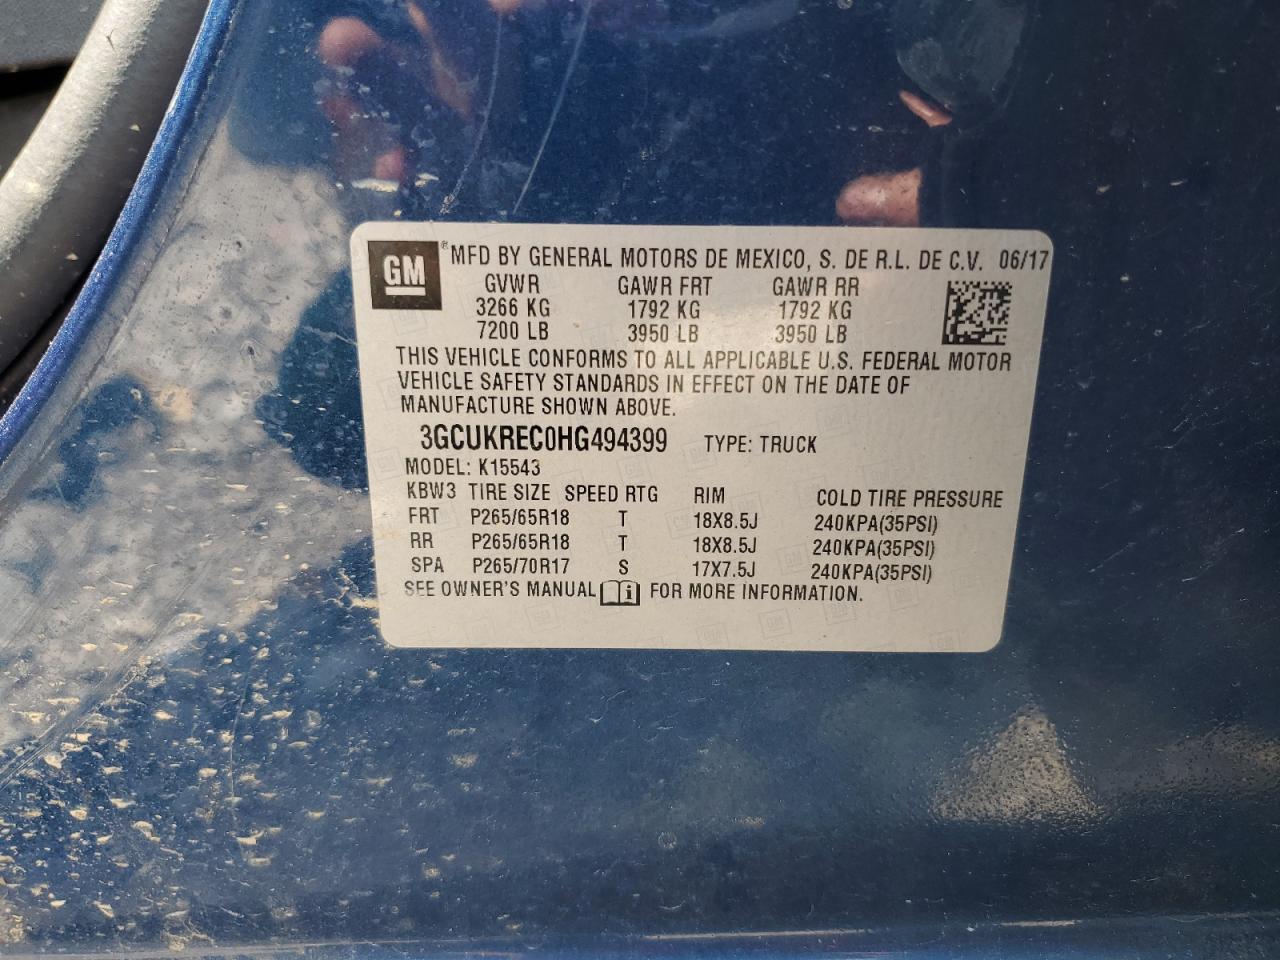 GM ® MFD BY GENERAL MOTORS DE MEXICO, S. DE R.L. DE C.V. 06/17
GVWR GAWR FRT GAWR RR
3266 KG 1792 KG 1792 KG
7200 LB 3950 LB 3950 LB
THIS VEHICLE CONFORMS TO ALL APPLICABLE U.S. FEDERAL MOTOR
VEHICLE SAFETY STANDARDS IN EFFECT ON THE DATE OF
MANUFACTURE SHOWN ABOVE.
3GCUKREC0HG494399 TYPE: TRUCK
MODEL: K15543
KBW3 TIRE SIZE SPEED RTG RIM COLD TIRE PRESSURE
FRT P265/65R18 T 18X8.5J 240KPA(35PSI)
RR P265/65R18 T 18X8.5J 240KPA(35PSI)
SPA P265/70R17 S 17X7.5J 240KPA(35PSI)
SEE OWNER'S MANUAL i FOR MORE INFORMATION.